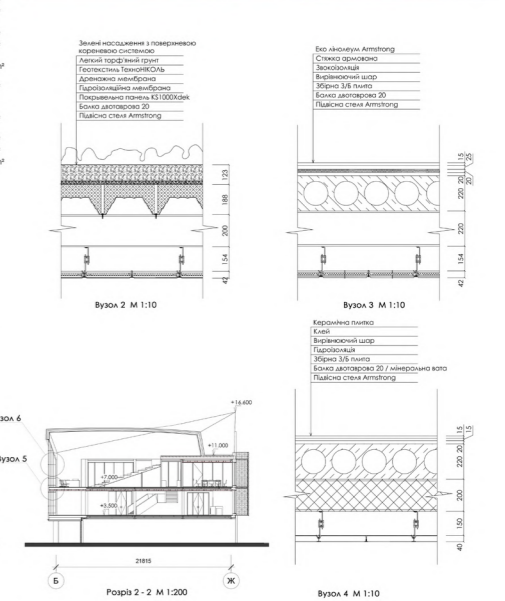 м²
м²
Зелені насадження з поверхневою
кореневою системою
Легкий торф'яний грунт
Геотекстиль ТехноНІКОЛЬ
Дренажна мембрана
Гідроізоляційна мембрана
Покрывельно панель KS1000Xdek
Балка двотаврова 20
Підвісна стеля Armstrong
123
188
200
154
42
Вузол 2 М 1:10
Еко лінолеум Armstrong
Стяжка армована
Звокоізоляція
Вирівнюючий шар
Збірна З/Б плита
Балка двотаврова 20
Підвісна стеля Armstrong
15
25
20
20
220
220
154
42
Вузол 3 М 1:10
зол 6
Вузол 5
+16.600
+11.000
+7.000
+3.500
21815
Б
Ж
Розріз 2 - 2 М 1:200
Керамічна плитка
Клей
Вирівнюючий шар
Гідроізоляція
Збірна З/Б плита
Балка двотаврова 20 / мінеральна вата
Підвісна стеля Armstrong
15
20
220
200
150
40
Вузол 4 М 1:10